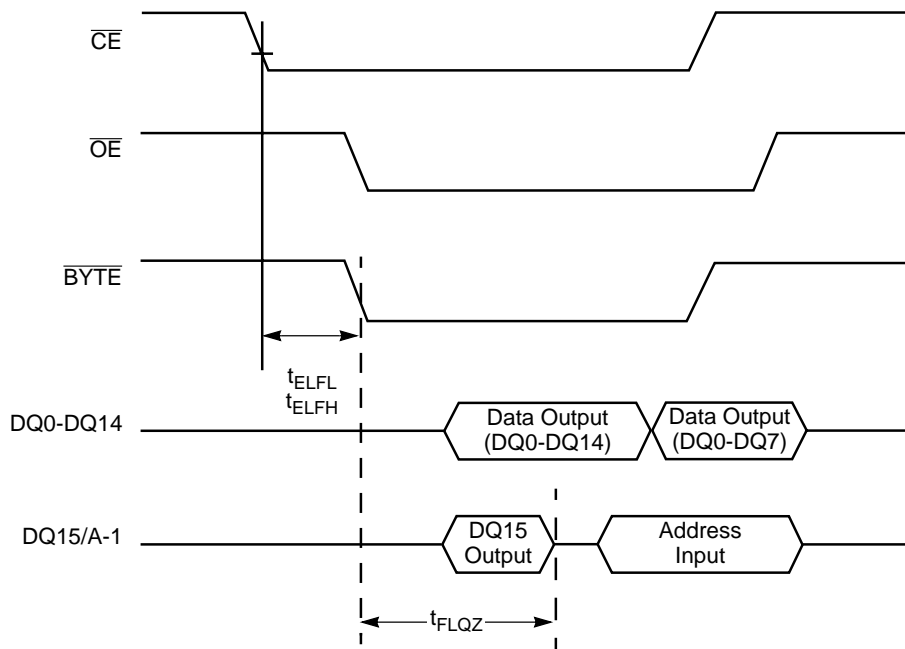 CE
OE
BYTE
tELFL
tELFH
DQ0-DQ14
Data Output
(DQ0-DQ14)
Data Output
(DQ0-DQ7)
DQ15/A-1
DQ15
Output
Address
Input
tFLQZ